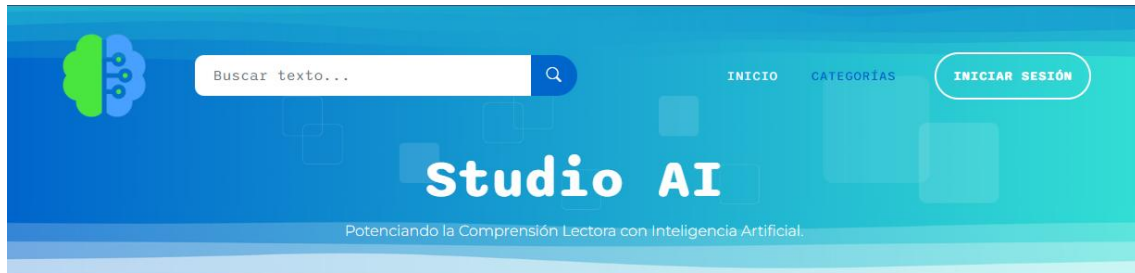 Buscar texto...
INICIO
CATEGORÍAS
INICIAR SESIÓN
Studio AI
Potenciando la Comprensión Lectora con Inteligencia Artificial.